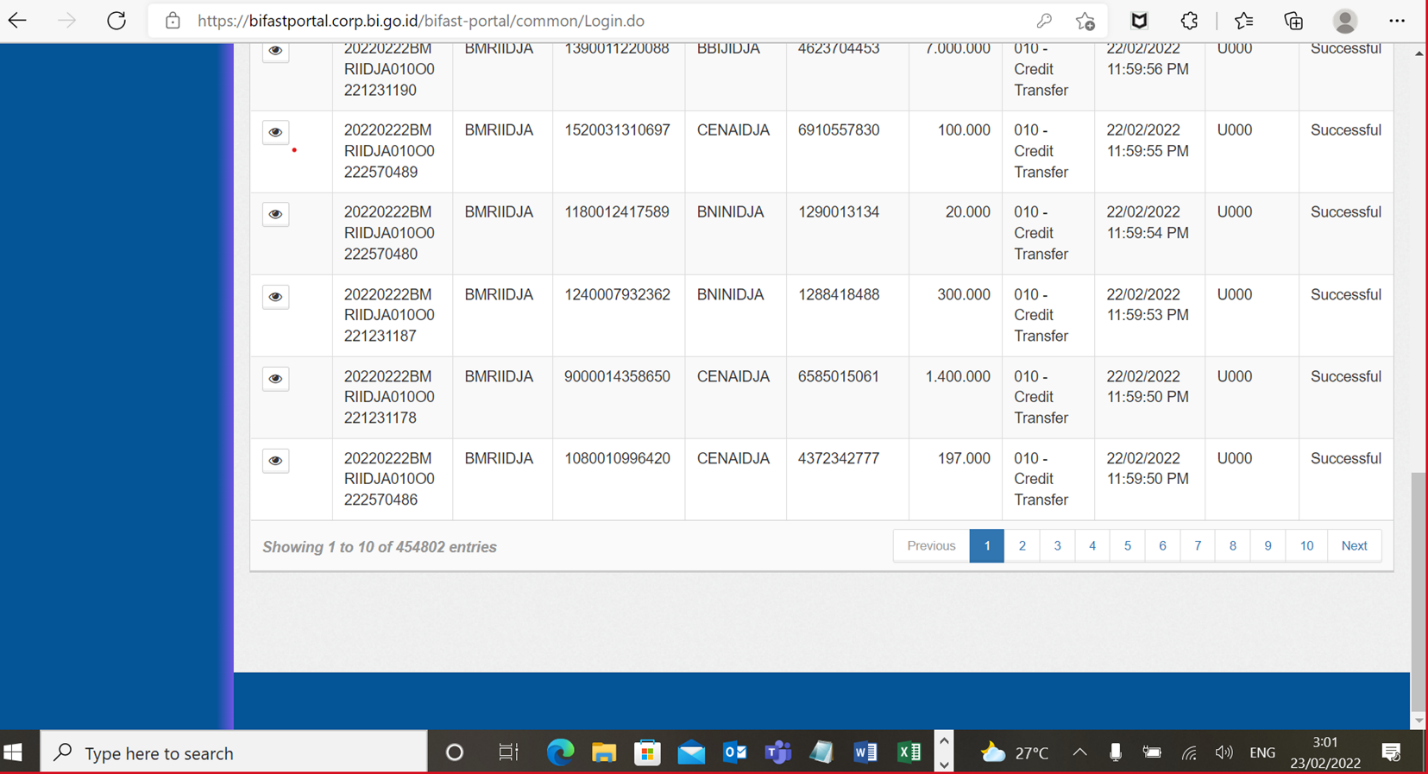 https://bifastportal.corp.bi.go.id/bifast-portal/common/Login.do
20220222BM BMRIIDJA 1390011220088 BBIJIDJA 4623704453 7.000.000 010 - 22/02/2022 U000 Successful
RIIDJA010O0 Credit 11:59:56 PM
221231190 Transfer
20220222BM BMRIIDJA 1520031310697 CENAIDJA 6910557830 100.000 010 - 22/02/2022 U000 Successful
RIIDJA010O0 Credit 11:59:55 PM
222570489 Transfer
20220222BM BMRIIDJA 1180012417589 BNINIDJA 1290013134 20.000 010 - 22/02/2022 U000 Successful
RIIDJA010O0 Credit 11:59:54 PM
222570480 Transfer
20220222BM BMRIIDJA 1240007932362 BNINIDJA 1288418488 300.000 010 - 22/02/2022 U000 Successful
RIIDJA010O0 Credit 11:59:53 PM
221231187 Transfer
20220222BM BMRIIDJA 9000014358650 CENAIDJA 6585015061 1.400.000 010 - 22/02/2022 U000 Successful
RIIDJA010O0 Credit 11:59:50 PM
221231178 Transfer
20220222BM BMRIIDJA 1080010996420 CENAIDJA 4372342777 197.000 010 - 22/02/2022 U000 Successful
RIIDJA010O0 Credit 11:59:50 PM
222570486 Transfer
Showing 1 to 10 of 454802 entries Previous 1 2 3 4 5 6 7 8 9 10 Next
Type here to search 27°C ENG 3:01
23/02/2022